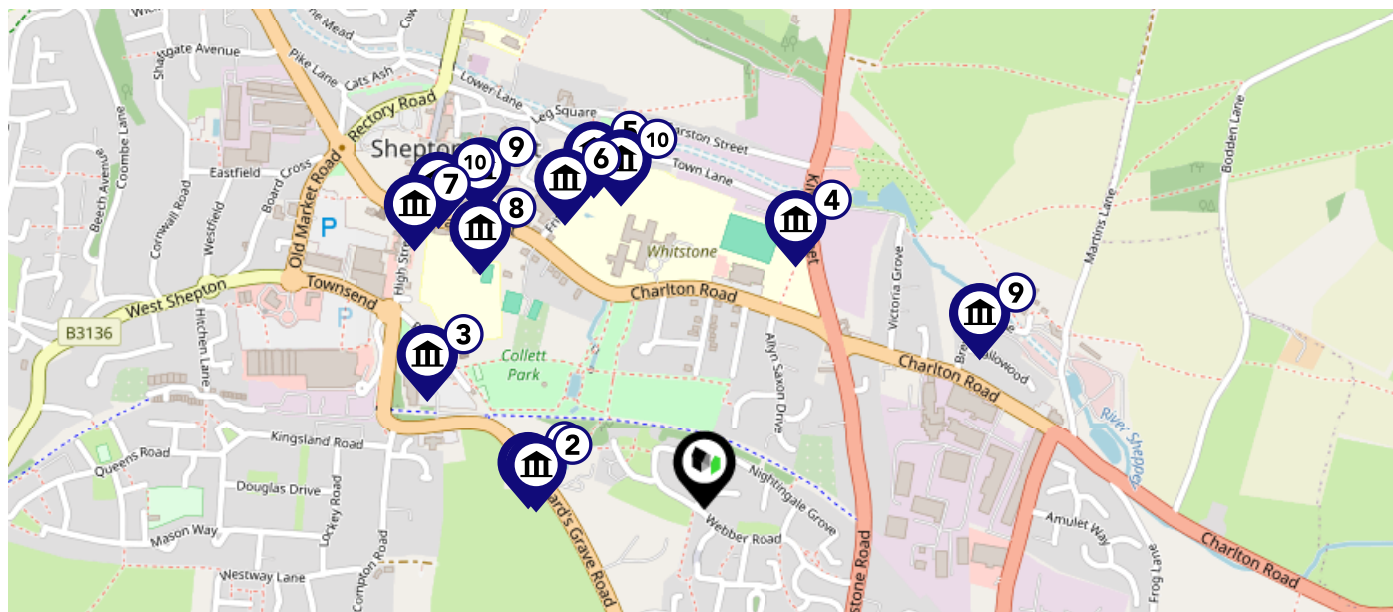 Shaftgate Avenue
Pike Lane
Cats Ash
Lower Lane
Leg Square
Rectory Road
Coombe Lane
Beech Avenue
Cornwall Road
Westfield
Eastfield
Board Cross
Old Market Road
P
High Street
Town Lane
5
10
9
10
6
7
8
4
Whitstone
Charlton Road
West Shepton
Townsend
P
B3136
Hitchen Lane
3
Collett
Park
Allyn Saxon Drive
Victoria Grove
9
Martins Lane
Bodden Lane
Charlton Road
River Sheppey
Kingsland Road
Queens Road
Douglas Drive
Mason Way
Lockey Road
Westway Lane
Compton Road
2
Nightingale Grove
Webber Road
Amulet Way
Frog Lane
Charlton Road